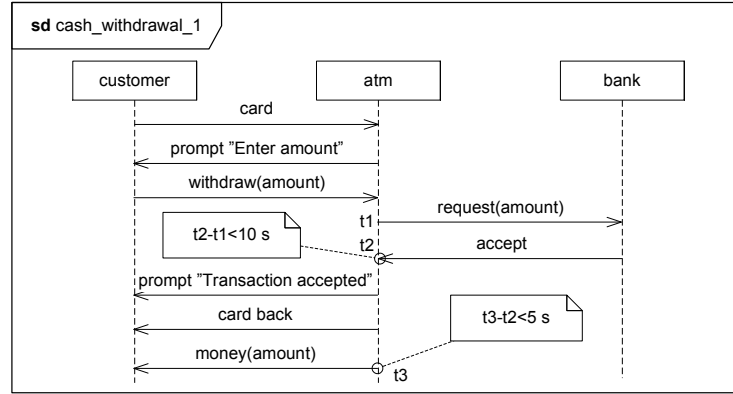 sd cash_withdrawal_1
customer
atm
bank
card
prompt ”Enter amount”
withdraw(amount)
t1
request(amount)
t2-t1<10 s
t2
accept
prompt ”Transaction accepted”
card back
t3-t2<5 s
money(amount)
t3